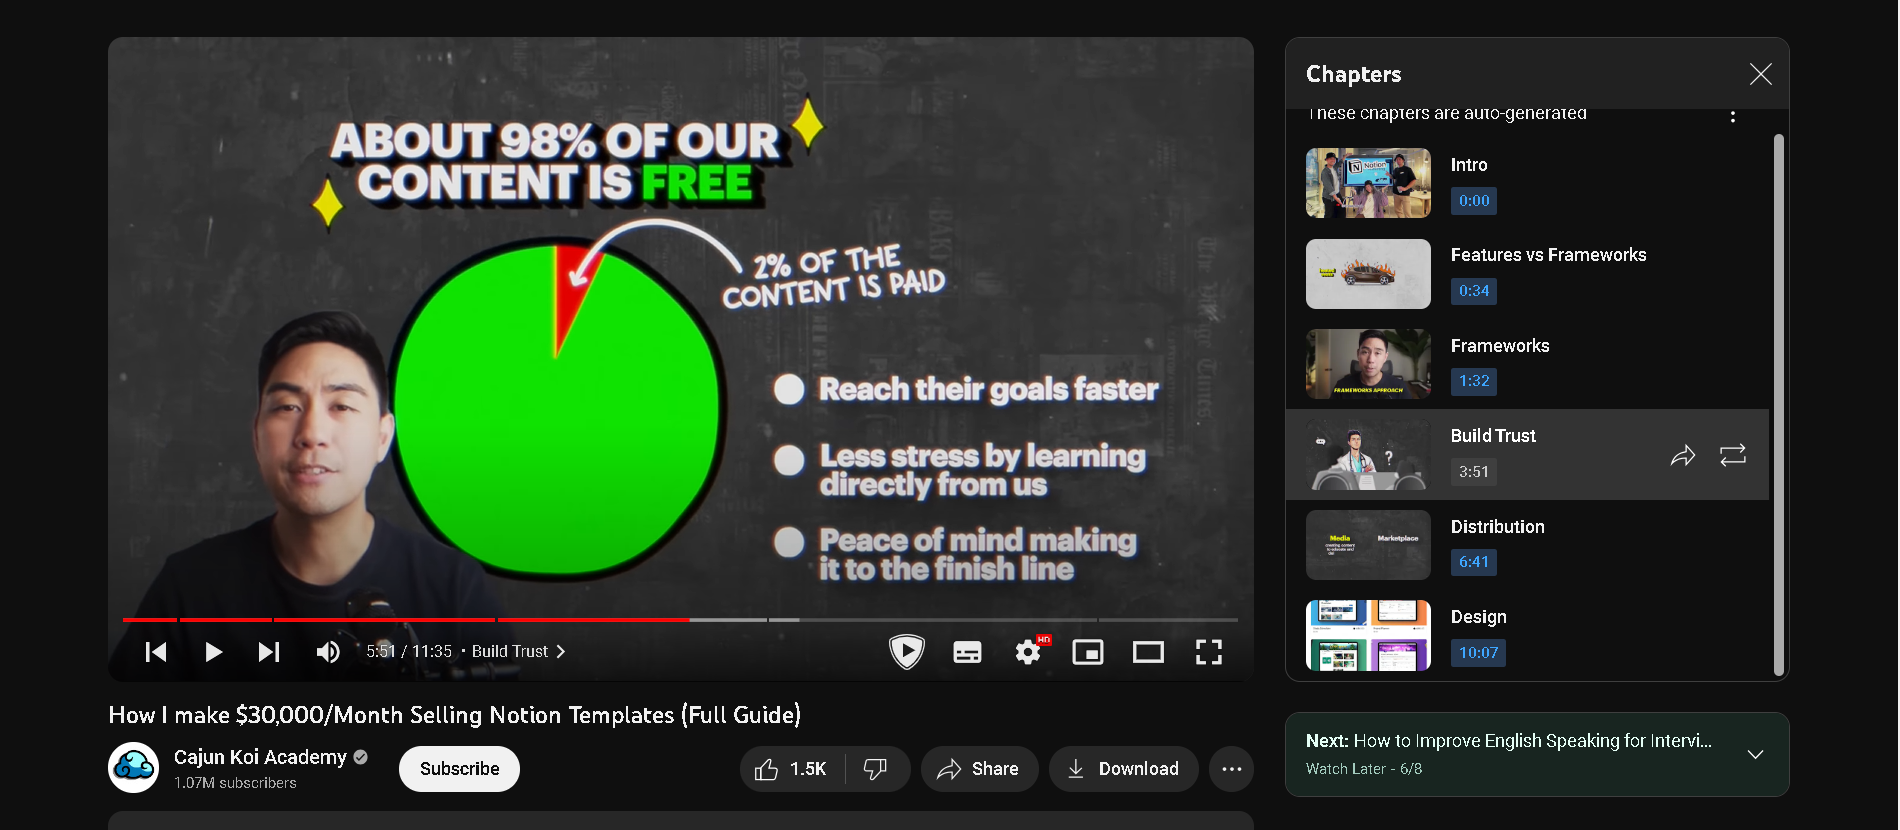 ABOUT 98% OF OUR
CONTENT IS FREE
2% OF THE
CONTENT IS PAID
Reach their goals faster
Less stress by learning
directly from us
Peace of mind making
it to the finish line
HD
5:51 / 11:35 • Build Trust
How I make $30,000/Month Selling Notion Templates (Full Guide)
Cajun Koi Academy
1.07M subscribers
Subscribe
1.5K
Share
Download
Chapters
These chapters are auto-generated
Notion
Intro
0:00
Features vs Frameworks
0:34
FRAMEWORKS APPROACH
Frameworks
1:32
?
Build Trust
3:51
Media
Marketplace
Distribution
6:41
Design
10:07
Next: How to Improve English Speaking for Intervi...
Watch Later - 6/8